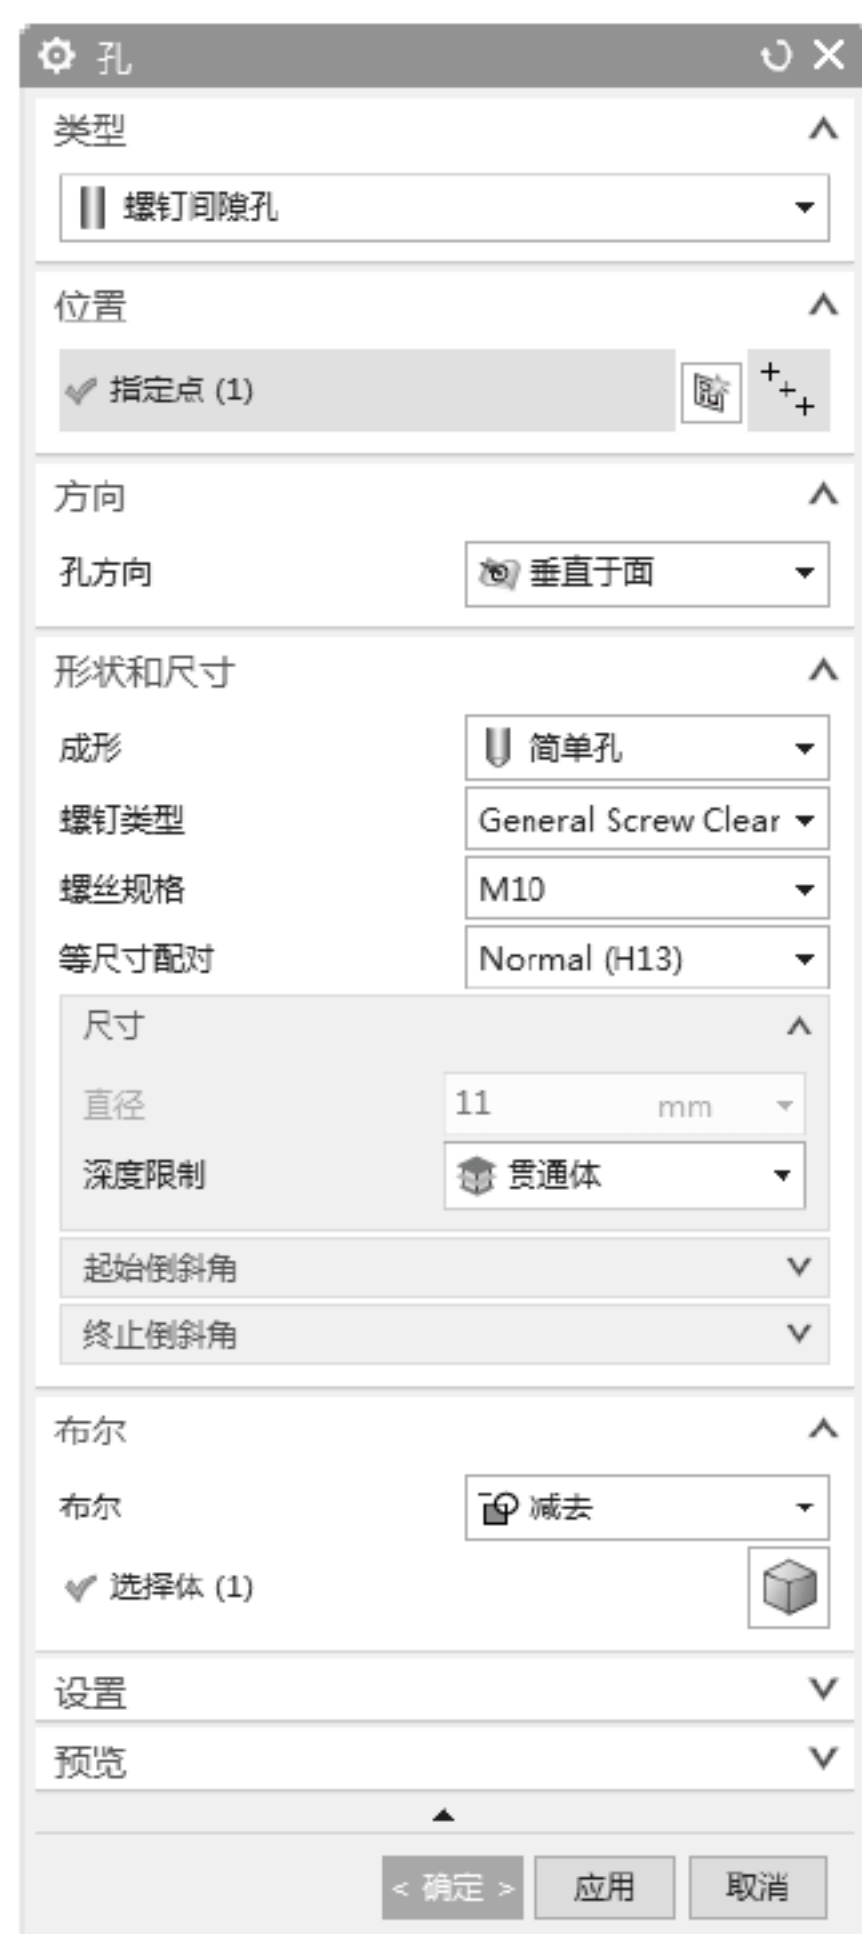 孔
类型
螺钉间隙孔
位置
指定点 (1)
方向
孔方向 垂直于面
形状和尺寸
成形 简单孔
螺钉类型 General Screw Clear
螺丝规格 M10
等尺寸配对 Normal (H13)
尺寸
直径 11 mm
深度限制 贯通体
起始倒斜角
终止倒斜角
布尔
布尔 减去
选择体 (1)
设置
预览
< 确定 > 应用 取消